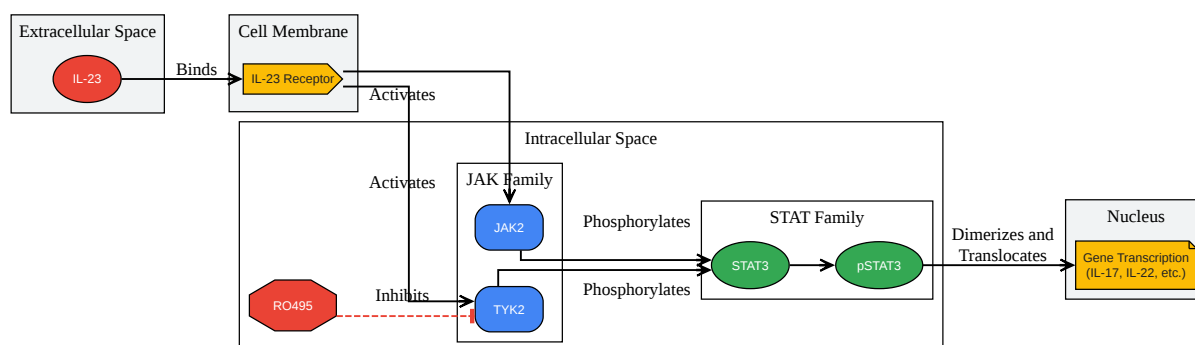 Extracellular Space
IL-23
Binds
Cell Membrane
IL-23 Receptor
Activates
Intracellular Space
Activates
JAK Family
JAK2
Phosphorylates
STAT Family
STAT3
pSTAT3
Dimerizes and
Translocates
Nucleus
Gene Transcription
(IL-17, IL-22, etc.)
RO495
Inhibits
TYK2
Phosphorylates